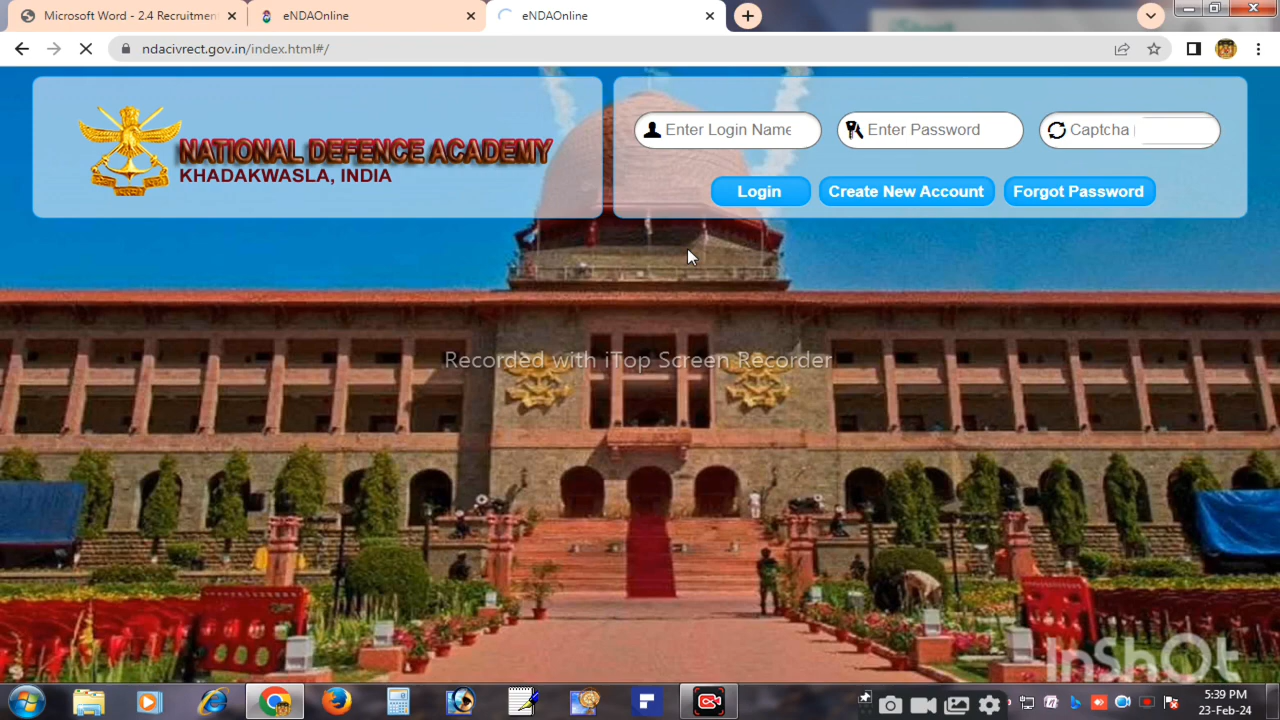 Microsoft Word - 2.4 Recruitment
eNDAOnline
eNDAOnline
ndacivrect.gov.in/index.html#/
NATIONAL DEFENCE ACADEMY
KHADAKWASLA, INDIA
Enter Login Name
Enter Password
Captcha
Login
Create New Account
Forgot Password
Recorded with iTop Screen Recorder
InShOt
5:39 PM
23-Feb-24